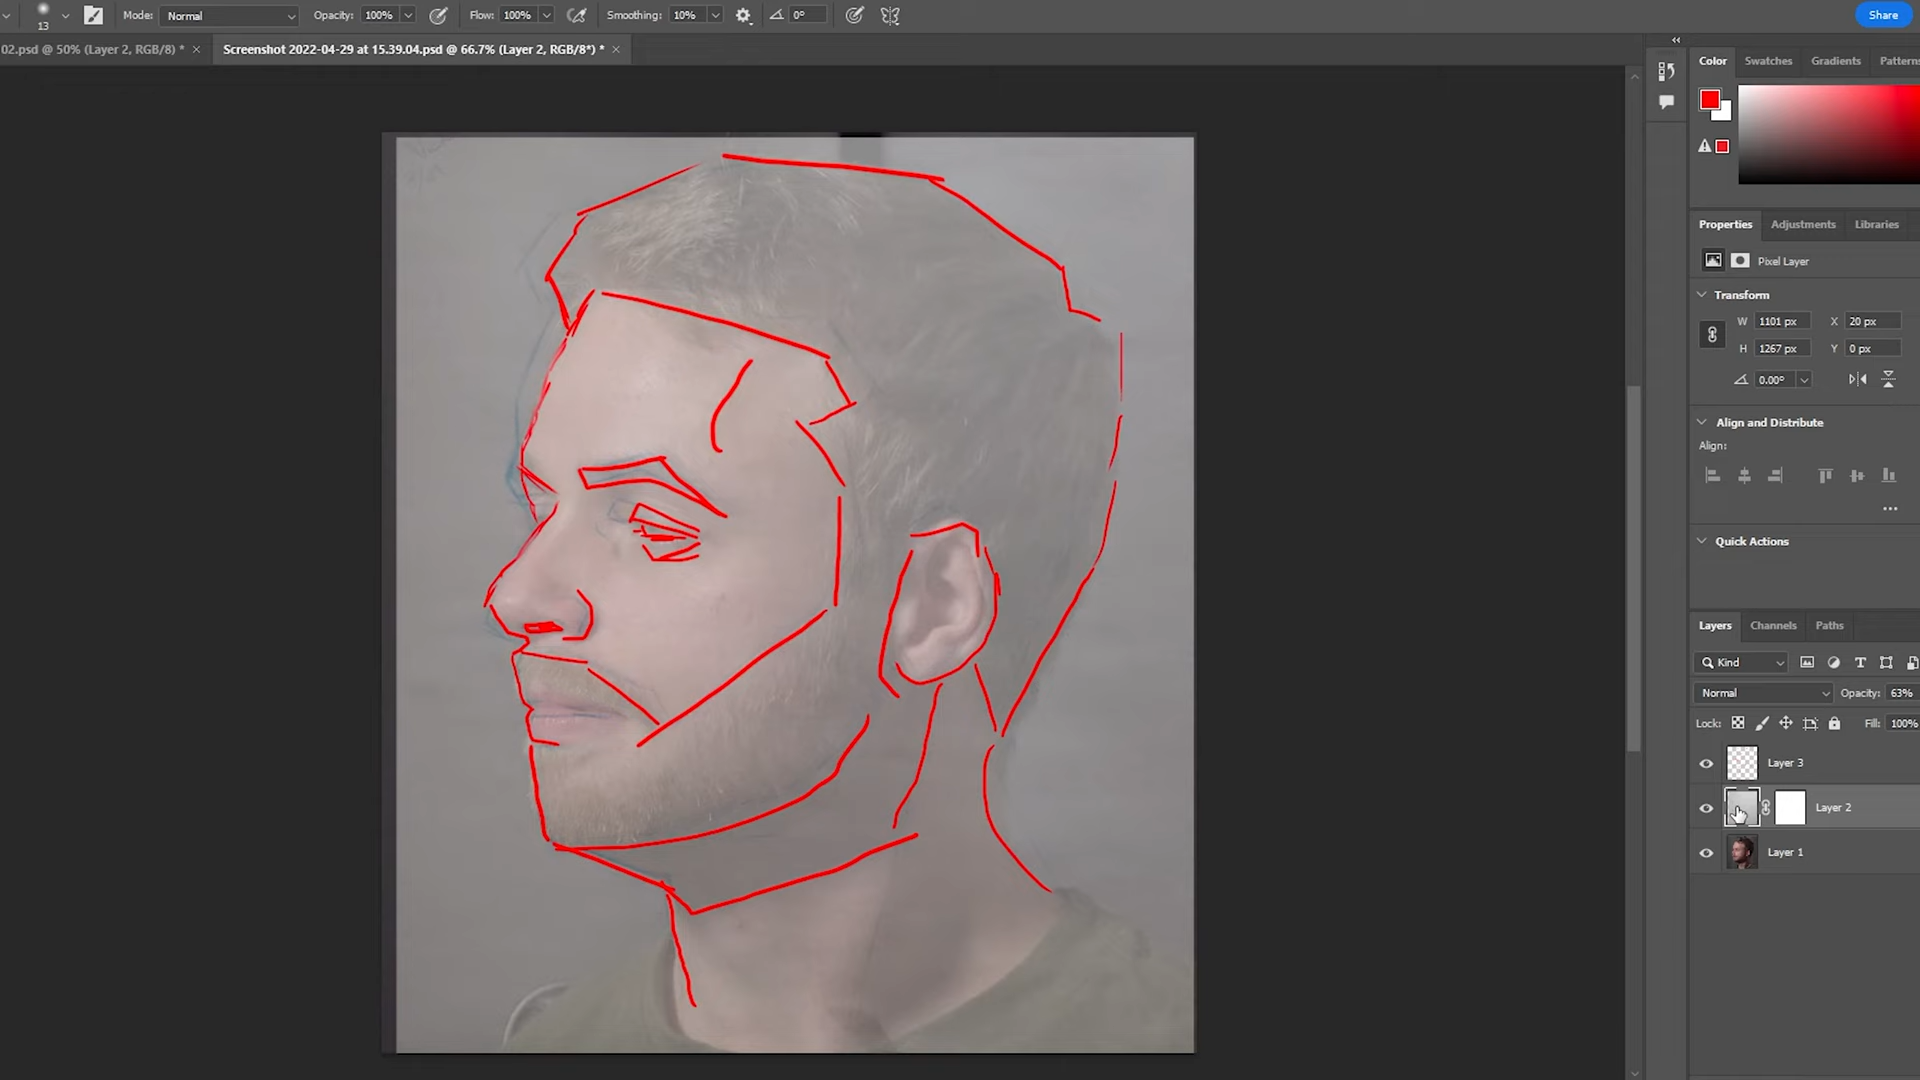 13
Mode: Normal
Opacity: 100%
Flow: 100%
Smoothing: 10%
0°
Share
02.psd @ 50% (Layer 2, RGB/8) *
Screenshot 2022-04-29 at 15.39.04.psd @ 66.7% (Layer 2, RGB/8*) *
Color Swatches Gradients Patterns
Properties Adjustments Libraries
Pixel Layer
Transform
W 1101 px X 20 px
H 1267 px Y 0 px
0.00°
Align and Distribute
Align:
Quick Actions
Layers Channels Paths
Kind
Normal Opacity: 63%
Lock: Fill: 100%
Layer 3
Layer 2
Layer 1